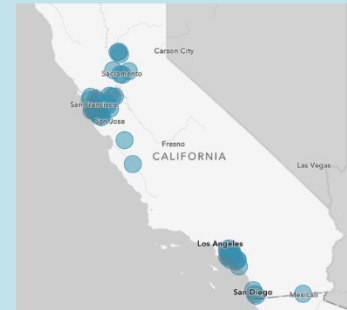 Carson City
Sacramento
San Francisco
San Jose
Fresno
CALIFORNIA
Las Vegas
Los Angeles
San Diego
Mexicali